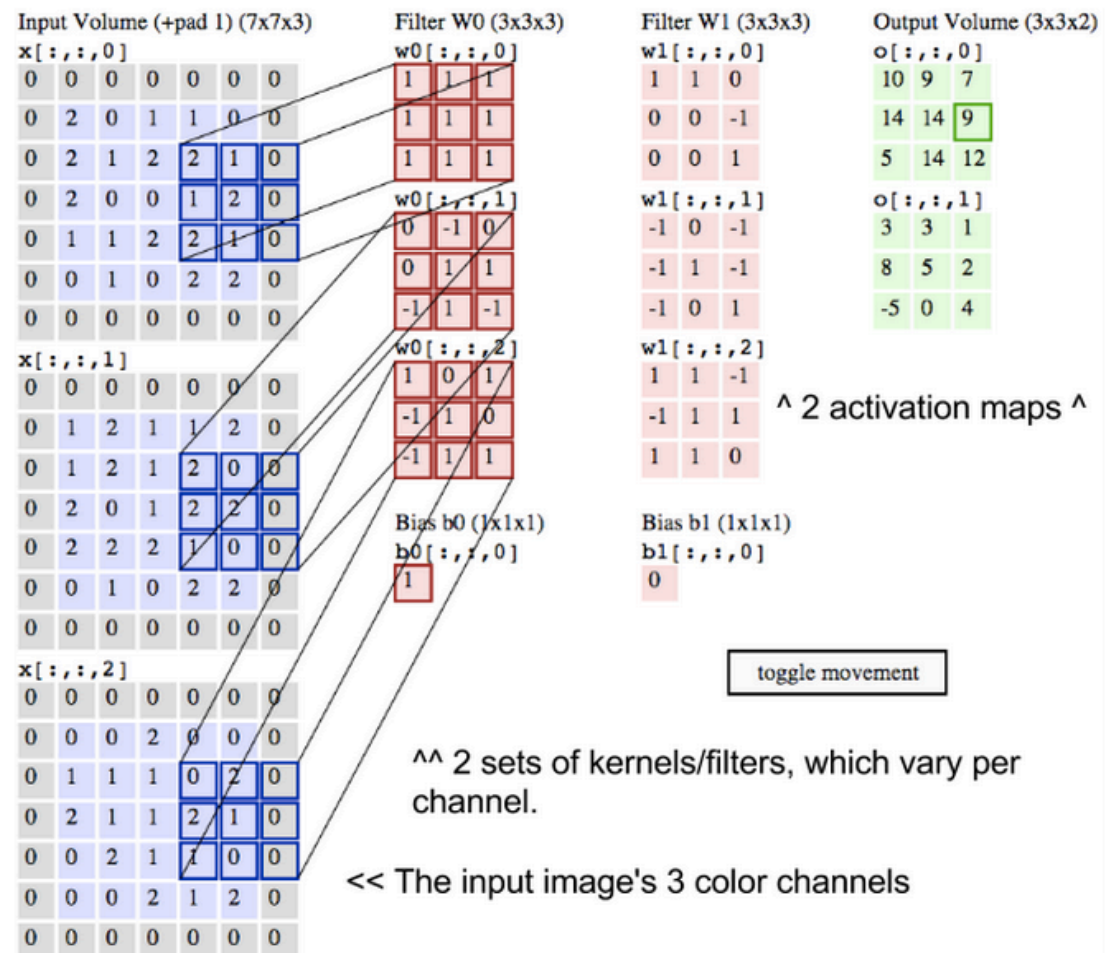 Input Volume (+pad 1) (7x7x3)
x[:,:,0]
0 0 0 0 0 0 0
0 2 0 1 1 0 0
0 2 1 2 2 1 0
0 2 0 0 1 2 0
0 1 1 2 2 1 0
0 0 1 0 2 2 0
0 0 0 0 0 0 0
x[:,:,1]
0 0 0 0 0 0 0
0 1 2 1 1 2 0
0 1 2 1 2 0 0
0 2 0 1 2 2 0
0 2 2 2 1 0 0
0 0 1 0 2 2 0
0 0 0 0 0 0 0
x[:,:,2]
0 0 0 0 0 0 0
0 0 0 2 0 0 0
0 1 1 1 0 2 0
0 2 1 1 2 1 0
0 0 2 1 1 0 0
0 0 0 2 1 2 0
0 0 0 0 0 0 0
Filter W0 (3x3x3)
w0[:,:,0]
1 1 1
1 1 1
1 1 1
w0[:,:,1]
0 -1 0
0 1 1
-1 1 -1
w0[:,:,2]
1 0 1
-1 1 0
-1 1 1
Bias b0 (1x1x1)
b0[:,:,0]
1
Filter W1 (3x3x3)
w1[:,:,0]
1 1 0
0 0 -1
0 0 1
w1[:,:,1]
-1 0 -1
-1 1 -1
-1 0 1
w1[:,:,2]
1 1 -1
-1 1 1
1 1 0
Bias b1 (1x1x1)
b1[:,:,0]
0
Output Volume (3x3x2)
o[:,:,0]
10 9 7
14 14 9
5 14 12
o[:,:,1]
3 3 1
8 5 2
-5 0 4
^ 2 activation maps ^
toggle movement
^^ 2 sets of kernels/filters, which vary per
channel.
<< The input image's 3 color channels